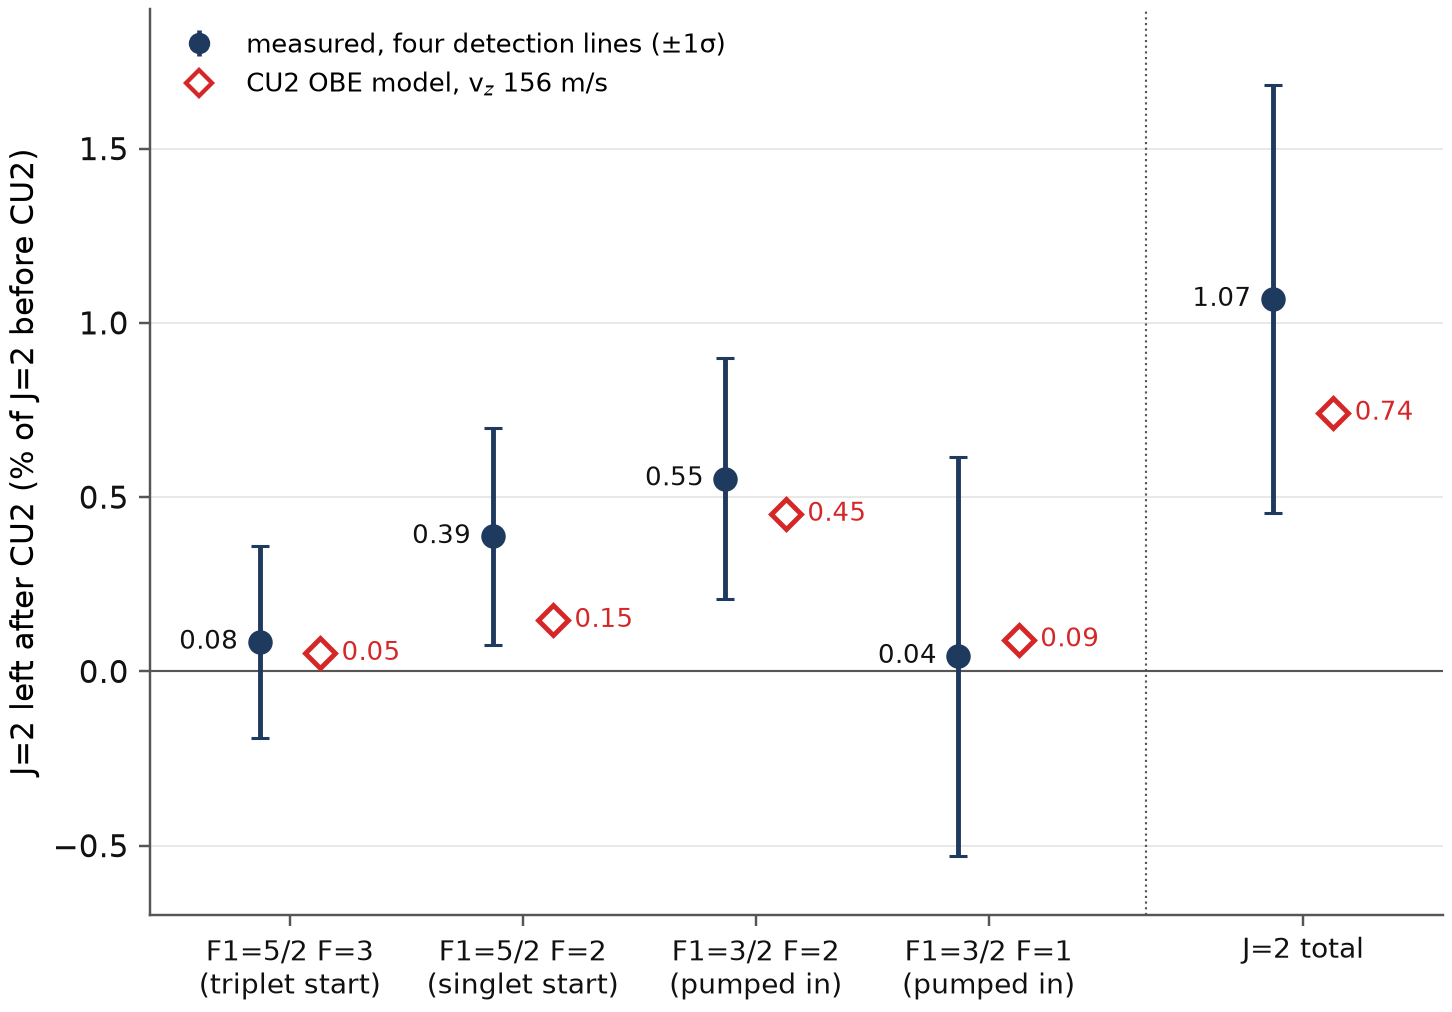 measured, four detection lines (±1σ)
CU2 OBE model, vz 156 m/s
J=2 left after CU2 (% of J=2 before CU2)
1.5
1.0
0.5
0.0
−0.5
0.08
0.05
0.39
0.15
0.55
0.45
0.04
0.09
1.07
0.74
F1=5/2 F=3
(triplet start)
F1=5/2 F=2
(singlet start)
F1=3/2 F=2
(pumped in)
F1=3/2 F=1
(pumped in)
J=2 total